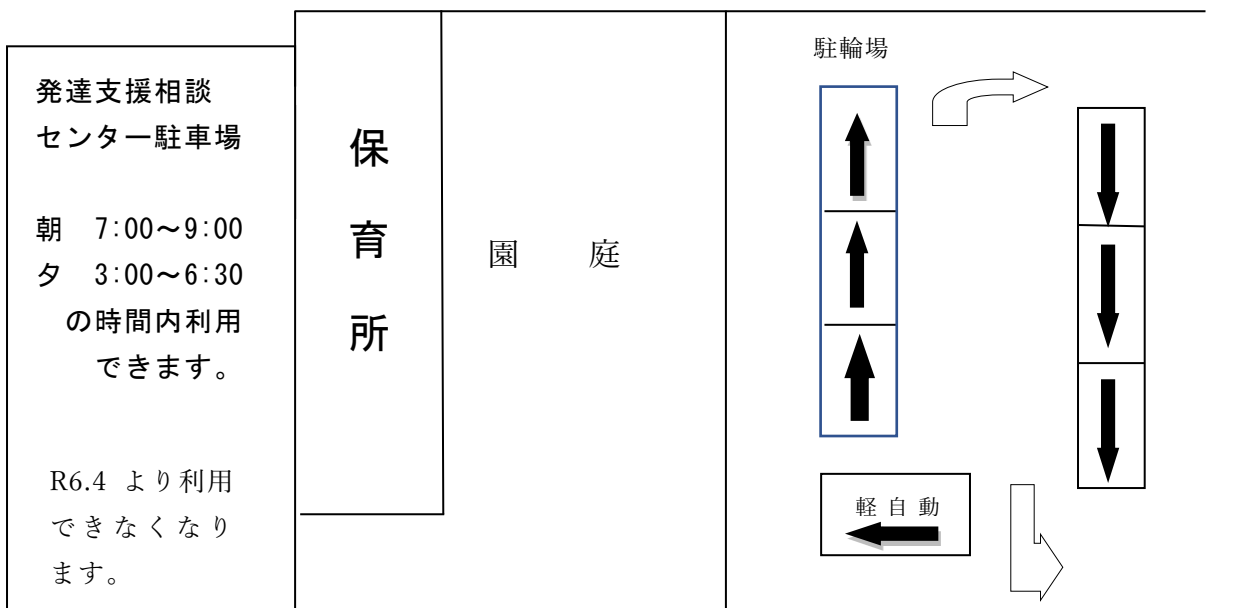 発達支援相談
センター駐車場
朝　7:00～9:00
夕　3:00～6:30
の時間内利用
できます。
R6.4 より利用
できなくなり
ます。
保
育
所
園　　庭
駐輪場
軽 自 動